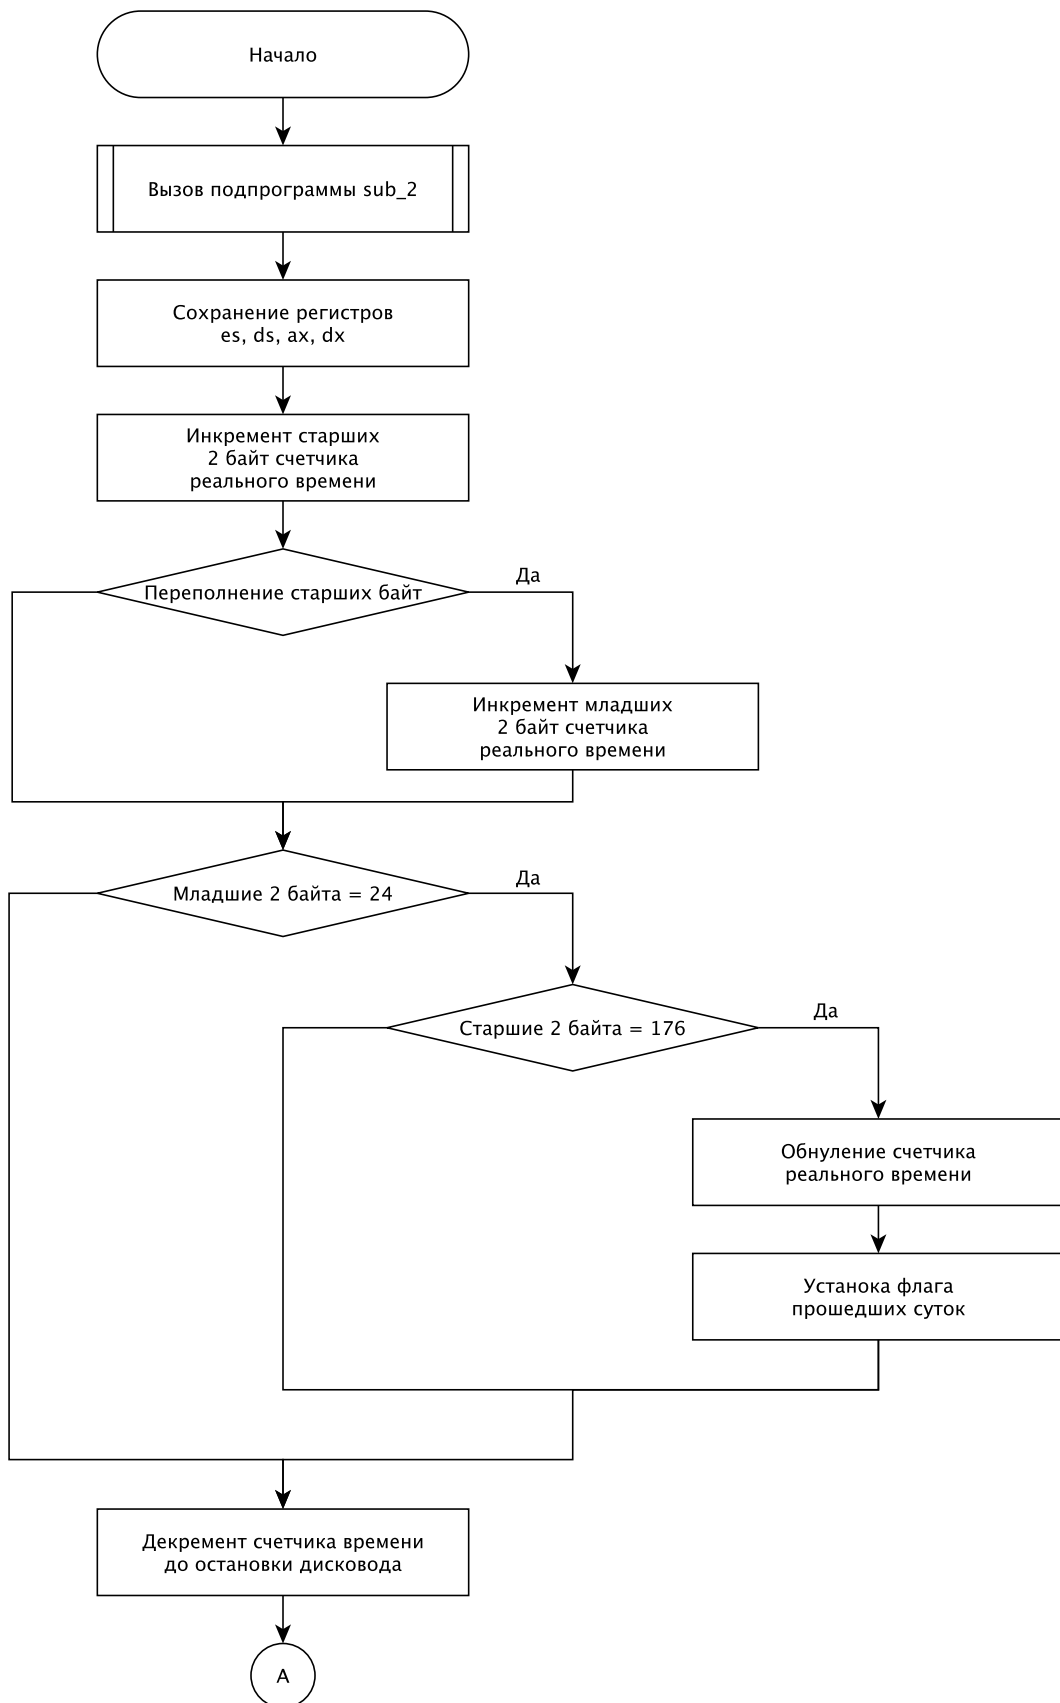 Начало
Вызов подпрограммы sub_2
Сохранение регистров
es, ds, ax, dx
Инкремент старших
2 байт счетчика
реального времени
Переполнение старших байт
Да
Инкремент младших
2 байт счетчика
реального времени
Младшие 2 байта = 24
Да
Старшие 2 байта = 176
Да
Обнуление счетчика
реального времени
Устанока флага
прошедших суток
Декремент счетчика времени
до остановки дисковода
A